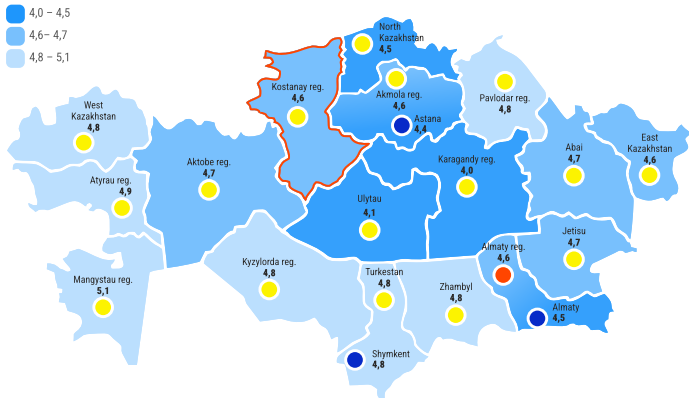 4,0 – 4,5
4,6– 4,7
4,8 – 5,1
North
Kazakhstan
4,5
Kostanay reg.
4,6
Akmola reg.
4,6
Astana
4,4
Pavlodar reg.
4,8
West
Kazakhstan
4,8
Aktobe reg.
4,7
Atyrau reg.
4,9
Karagandy reg.
4,0
Abai
4,7
East
Kazakhstan
4,6
Ulytau
4,1
Almaty reg.
4,6
Jetisu
4,7
Kyzylorda reg.
4,8
Turkestan
4,8
Zhambyl
4,8
Mangystau reg.
5,1
Almaty
4,5
Shymkent
4,8